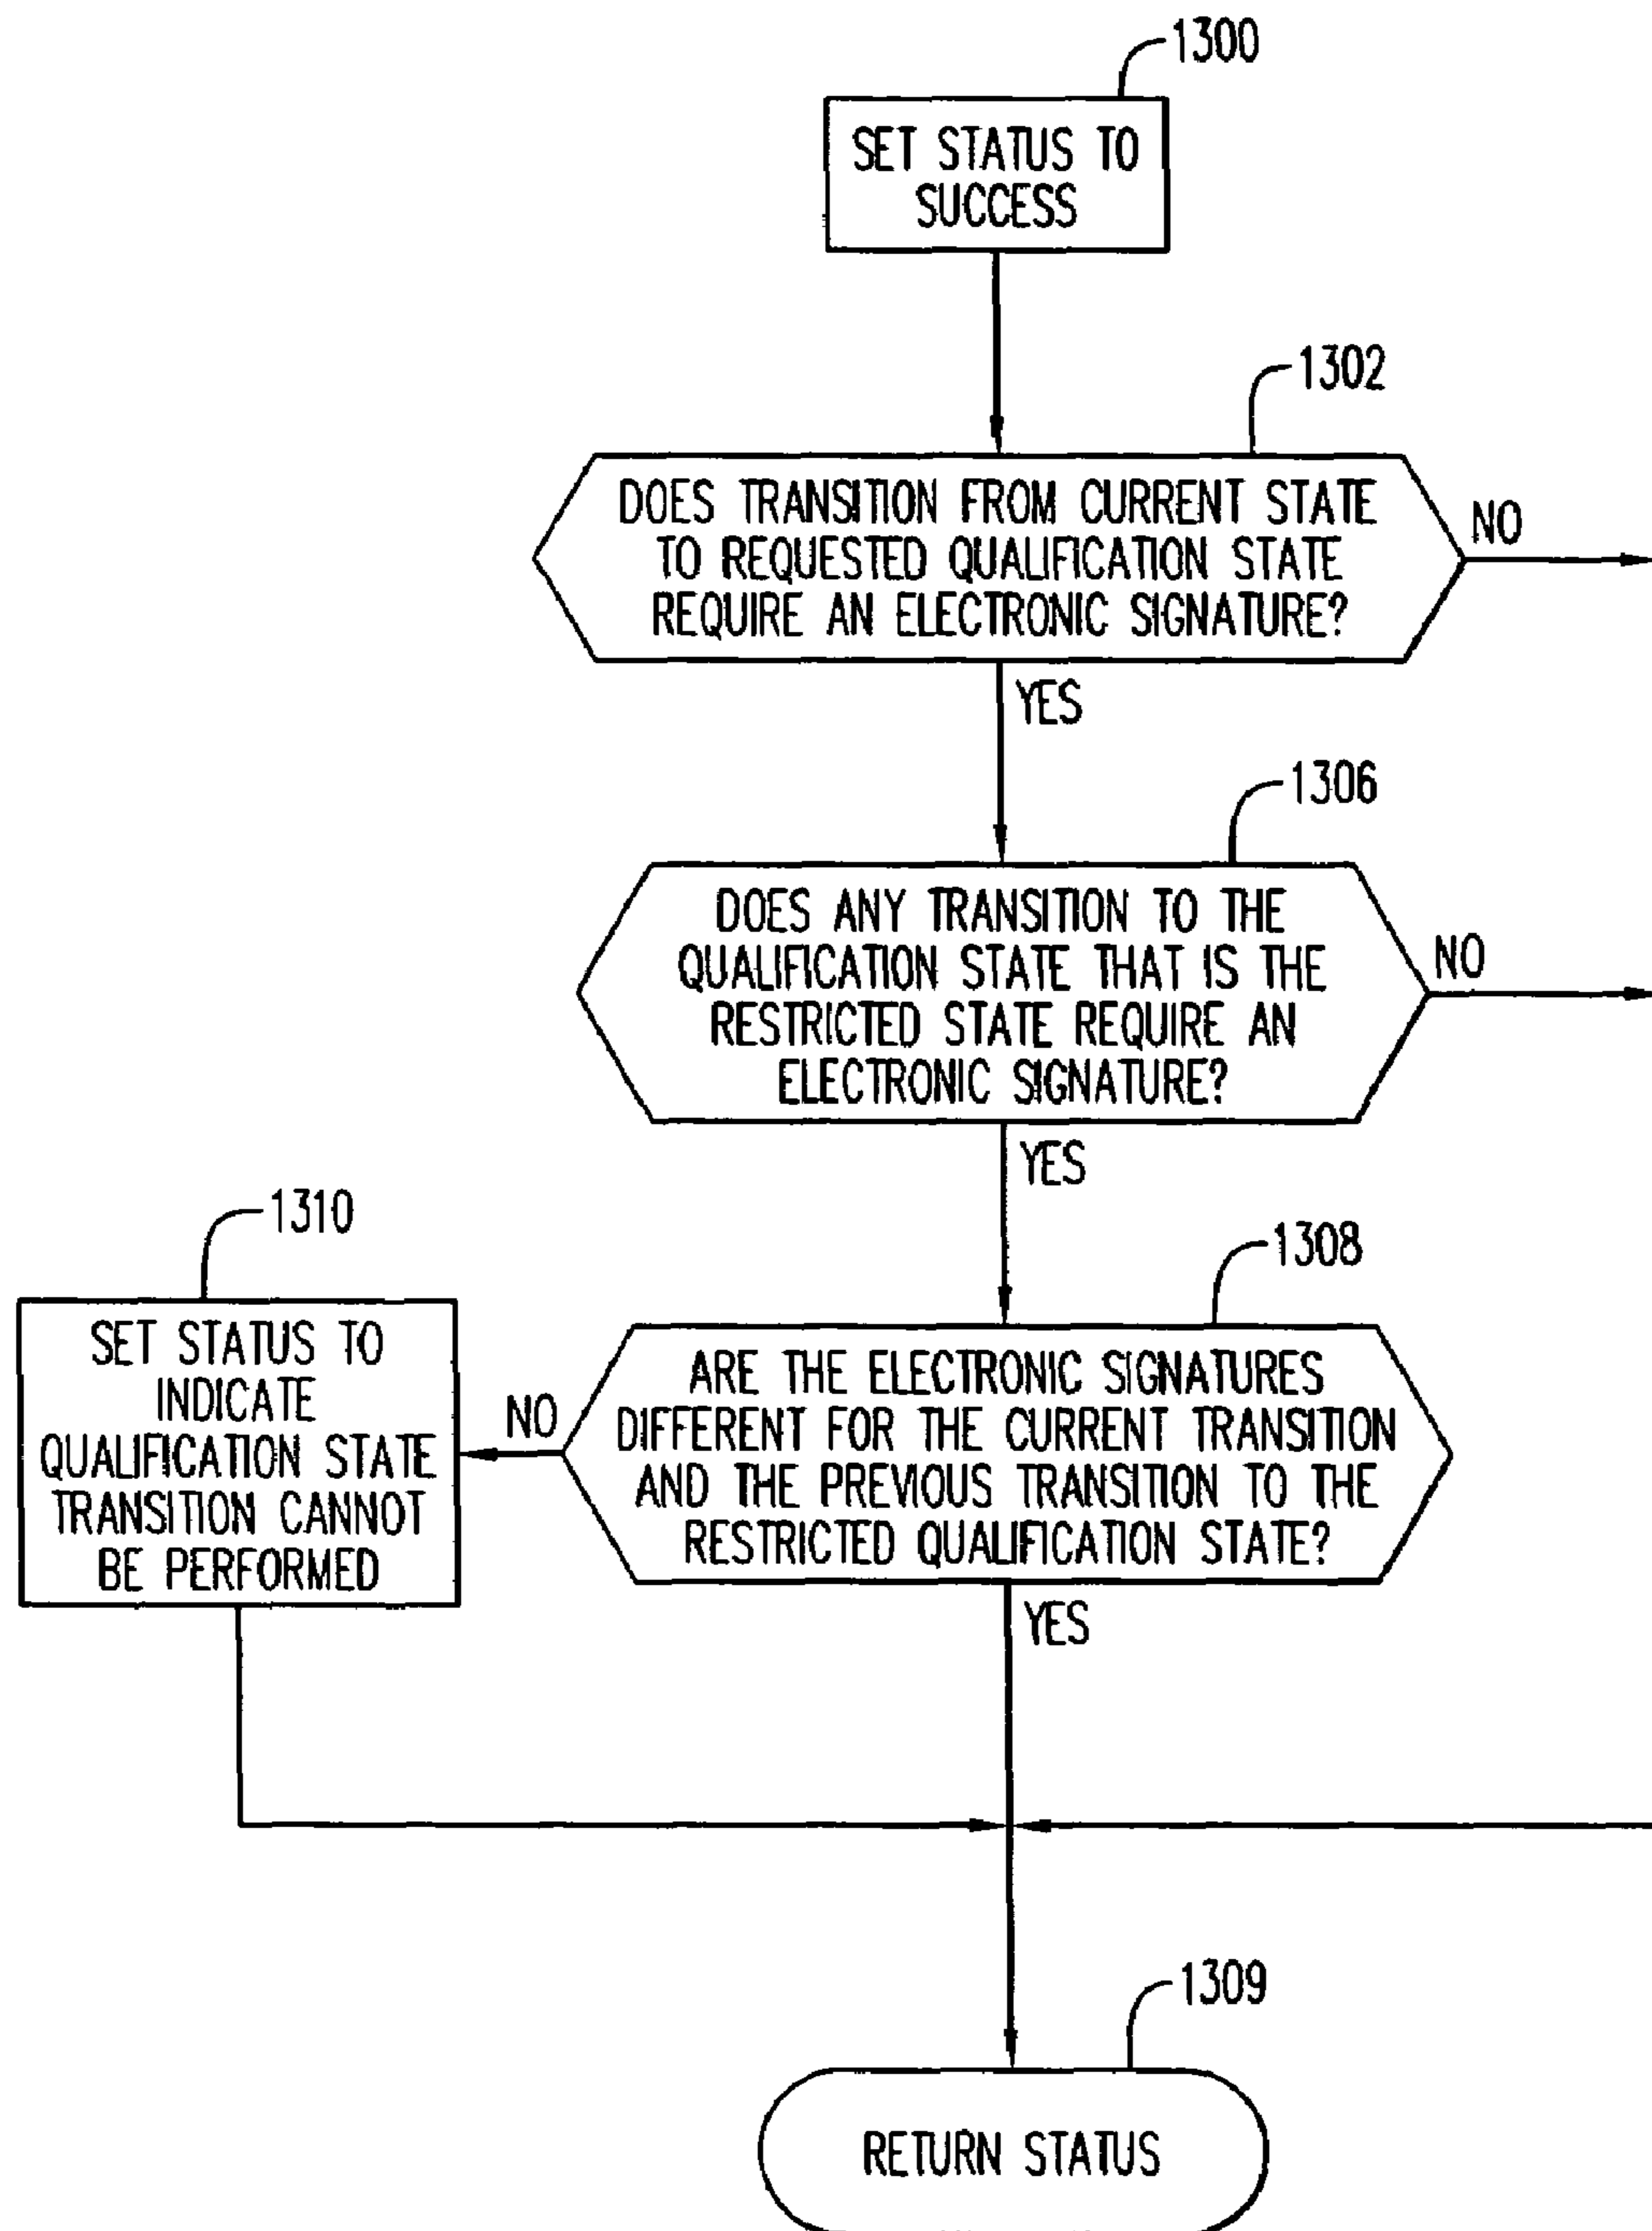 1300
SET STATUS TO
SUCCESS
1302
DOES TRANSITION FROM CURRENT STATE
TO REQUESTED QUALIFICATION STATE
REQUIRE AN ELECTRONIC SIGNATURE?
NO
YES
1306
DOES ANY TRANSITION TO THE
QUALIFICATION STATE THAT IS THE
RESTRICTED STATE REQUIRE AN
ELECTRONIC SIGNATURE?
NO
YES
1310
SET STATUS TO
INDICATE
QUALIFICATION STATE
TRANSITION CANNOT
BE PERFORMED
1308
ARE THE ELECTRONIC SIGNATURES
DIFFERENT FOR THE CURRENT TRANSITION
AND THE PREVIOUS TRANSITION TO THE
RESTRICTED QUALIFICATION STATE?
NO
YES
1309
RETURN STATUS